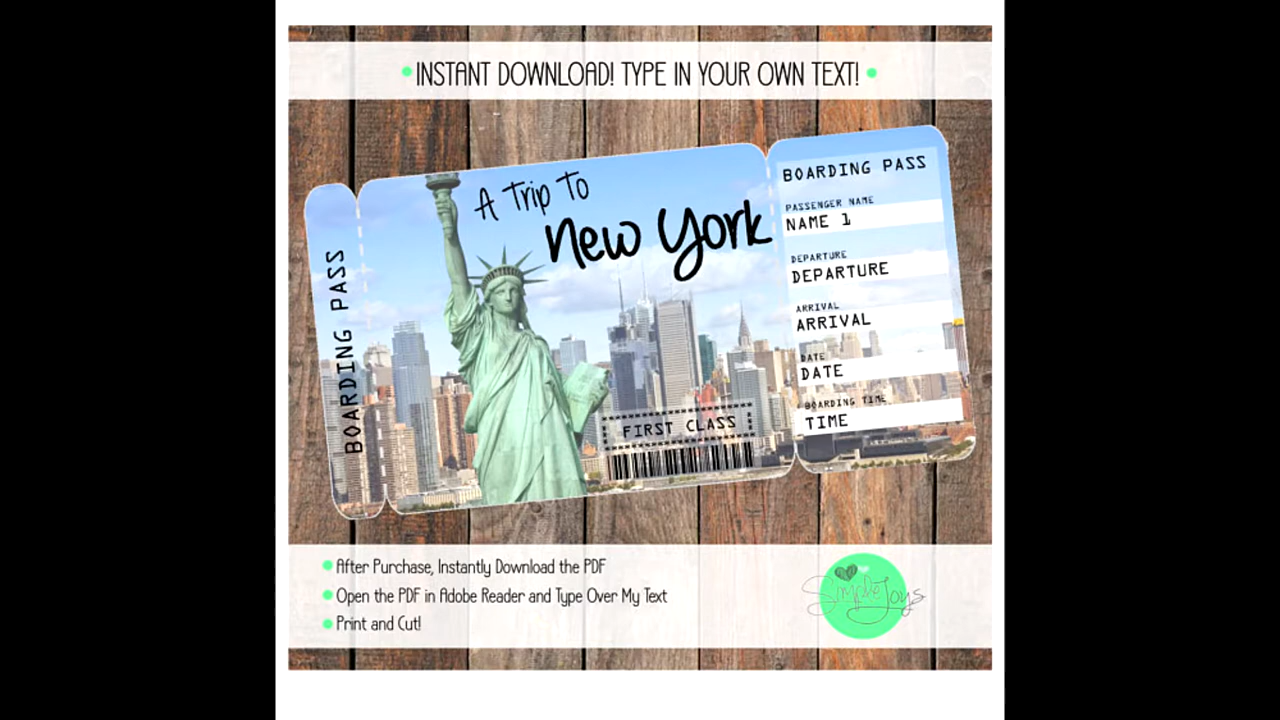 INSTANT DOWNLOAD! TYPE IN YOUR OWN TEXT!
BOARDING PASS
A Trip To
New York
FIRST CLASS
BOARDING PASS
PASSENGER NAME
NAME 1
DEPARTURE
DEPARTURE
ARRIVAL
ARRIVAL
DATE
DATE
BOARDING TIME
TIME
After Purchase, Instantly Download the PDF
Open the PDF in Adobe Reader and Type Over My Text
Print and Cut!
Simple Joys